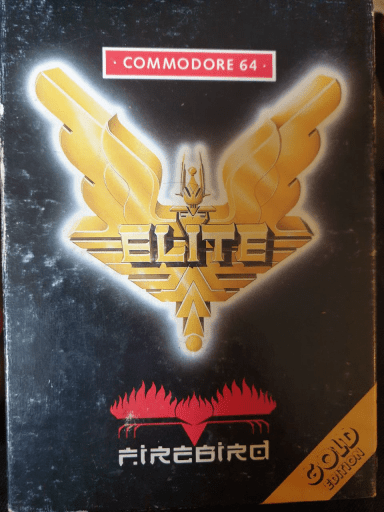 · COMMODORE 64 ·
ELITE
FIREBIRD
GOLD
EDITION